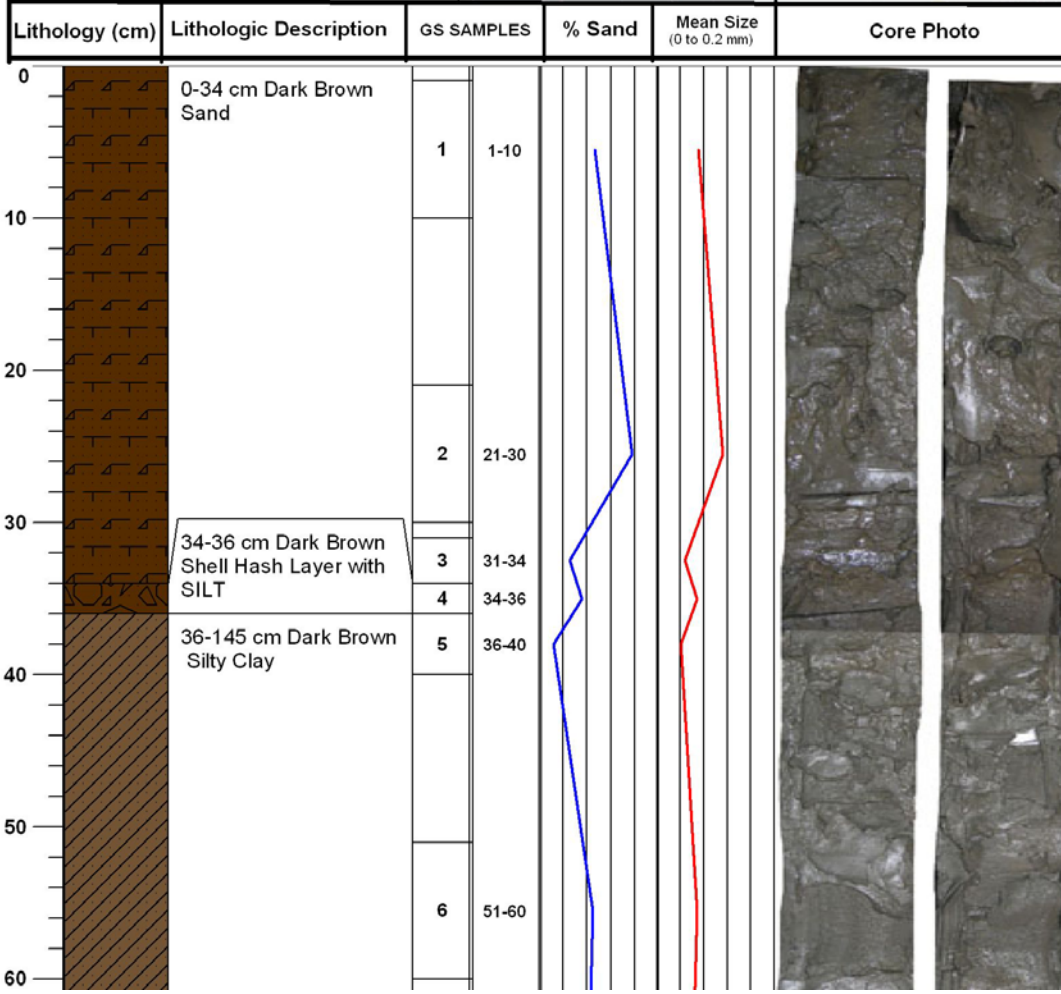 Lithology (cm) Lithologic Description GS SAMPLES % Sand Mean Size Core Photo
(0 to 0.2 mm)
0
0-34 cm Dark Brown
Sand
1 1-10
10
20
2 21-30
30
34-36 cm Dark Brown
Shell Hash Layer with
SILT
3 31-34
4 34-36
36-145 cm Dark Brown
Silty Clay
5 36-40
40
50
6 51-60
60